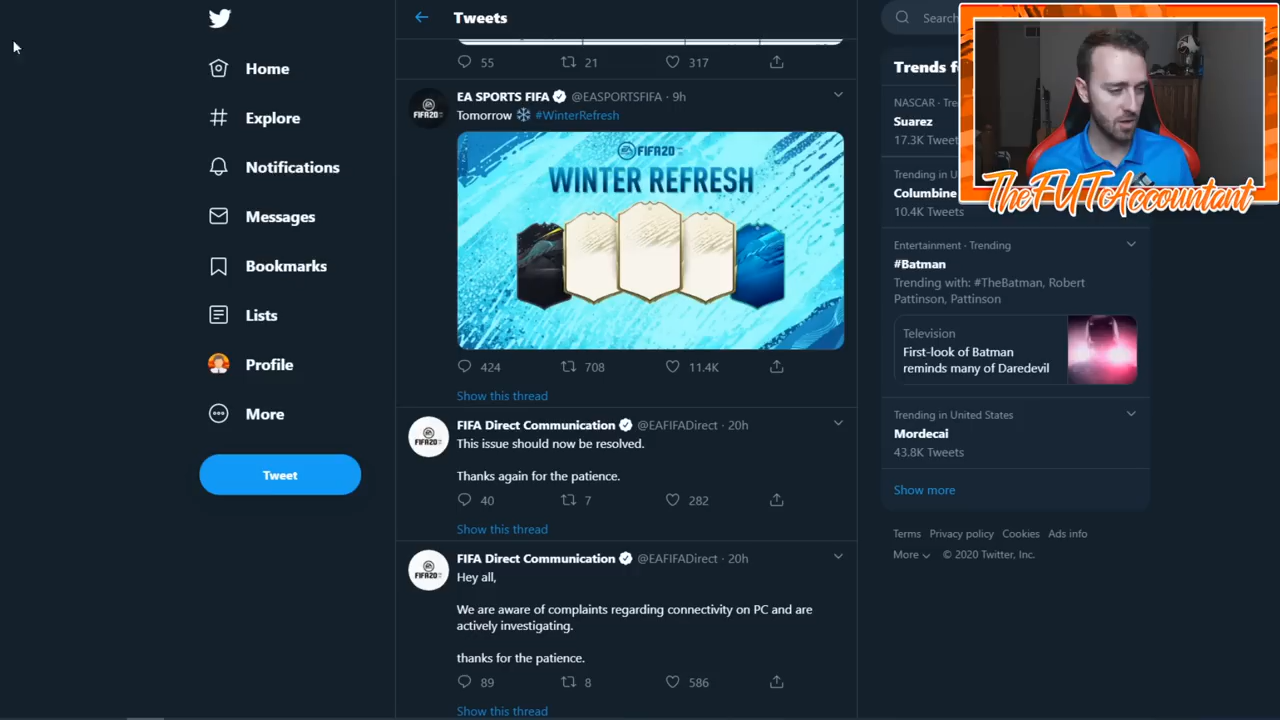 Home
Explore
Notifications
Messages
Bookmarks
Lists
Profile
More
Tweet
Tweets
55 21 317
EA SPORTS FIFA @EASPORTSFIFA · 9h
Tomorrow ❄ #WinterRefresh
EA SPORTS FIFA20
WINTER REFRESH
424 708 11.4K
Show this thread
FIFA Direct Communication @EAFIFADirect · 20h
This issue should now be resolved.
Thanks again for the patience.
40 7 282
Show this thread
FIFA Direct Communication @EAFIFADirect · 20h
Hey all,
We are aware of complaints regarding connectivity on PC and are
actively investigating.
thanks for the patience.
89 8 586
Show this thread
Search
Trends f
NASCAR · Tre
Suarez
17.3K Tweet
Trending in U
Columbine
10.4K Tweets
Entertainment · Trending
#Batman
Trending with: #TheBatman, Robert
Pattinson, Pattinson
Television
First-look of Batman
reminds many of Daredevil
Trending in United States
Mordecai
43.8K Tweets
Show more
Terms Privacy policy Cookies Ads info
More © 2020 Twitter, Inc.
TheFUTAccountant